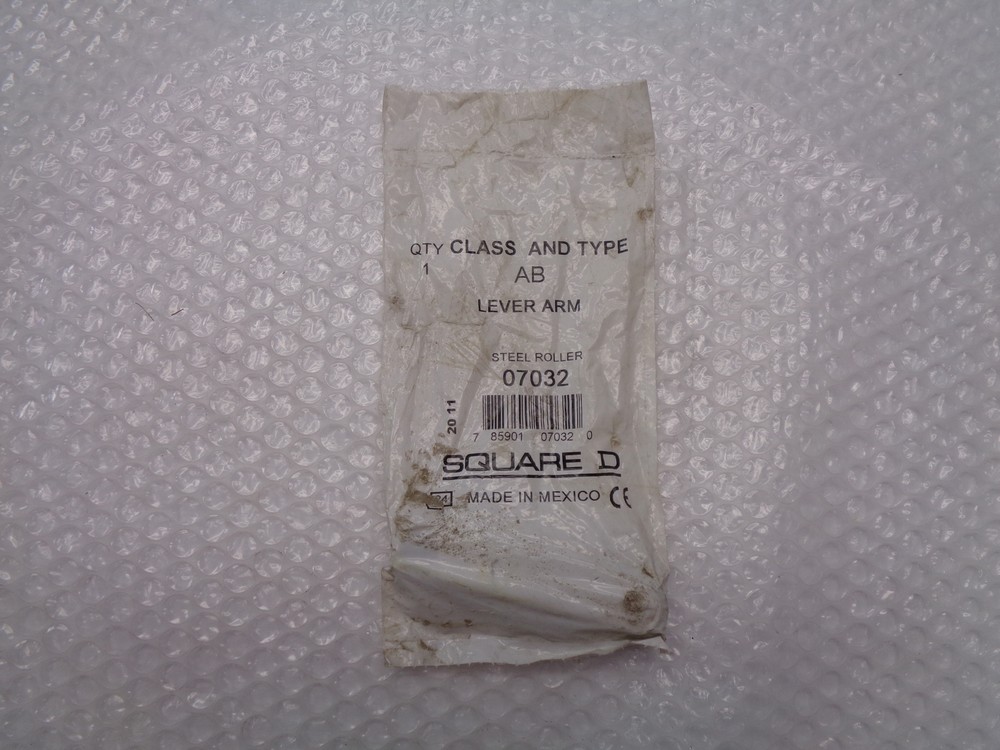 QTY CLASS AND TYPE
1 AB
LEVER ARM
STEEL ROLLER
07032
20 11
7 85901 07032 0
SQUARE D
MADE IN MEXICO CE